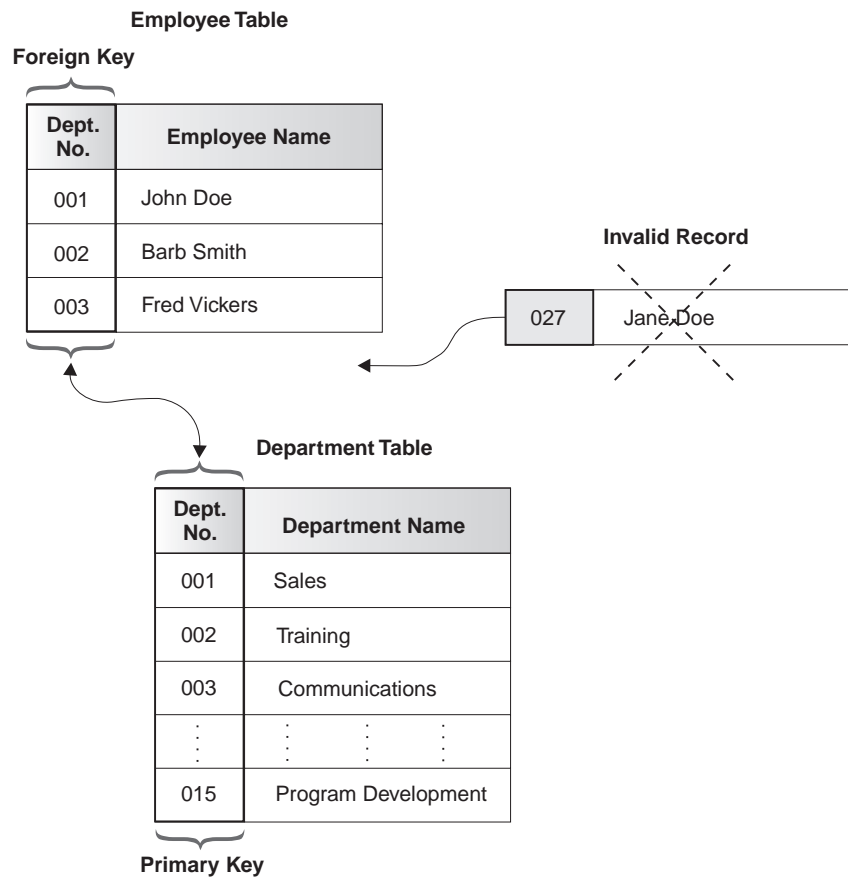 Employee Table
Foreign Key
Dept. No. Employee Name
001 John Doe
002 Barb Smith
003 Fred Vickers
Invalid Record
027 Jane Doe
Department Table
Dept. No. Department Name
001 Sales
002 Training
003 Communications
015 Program Development
Primary Key